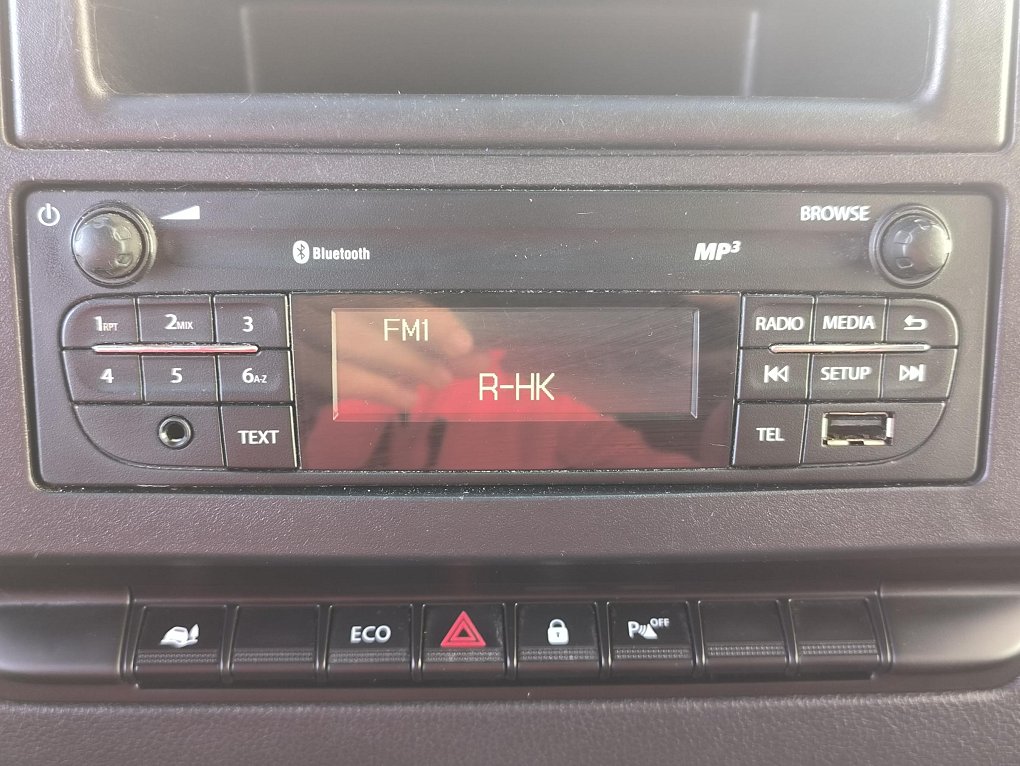 BROWSE
Bluetooth
MP3
1RPT 2MIX 3
FM1
RADIO MEDIA
4 5 6A-Z
R-HK
SETUP
TEXT
TEL
ECO
P OFF